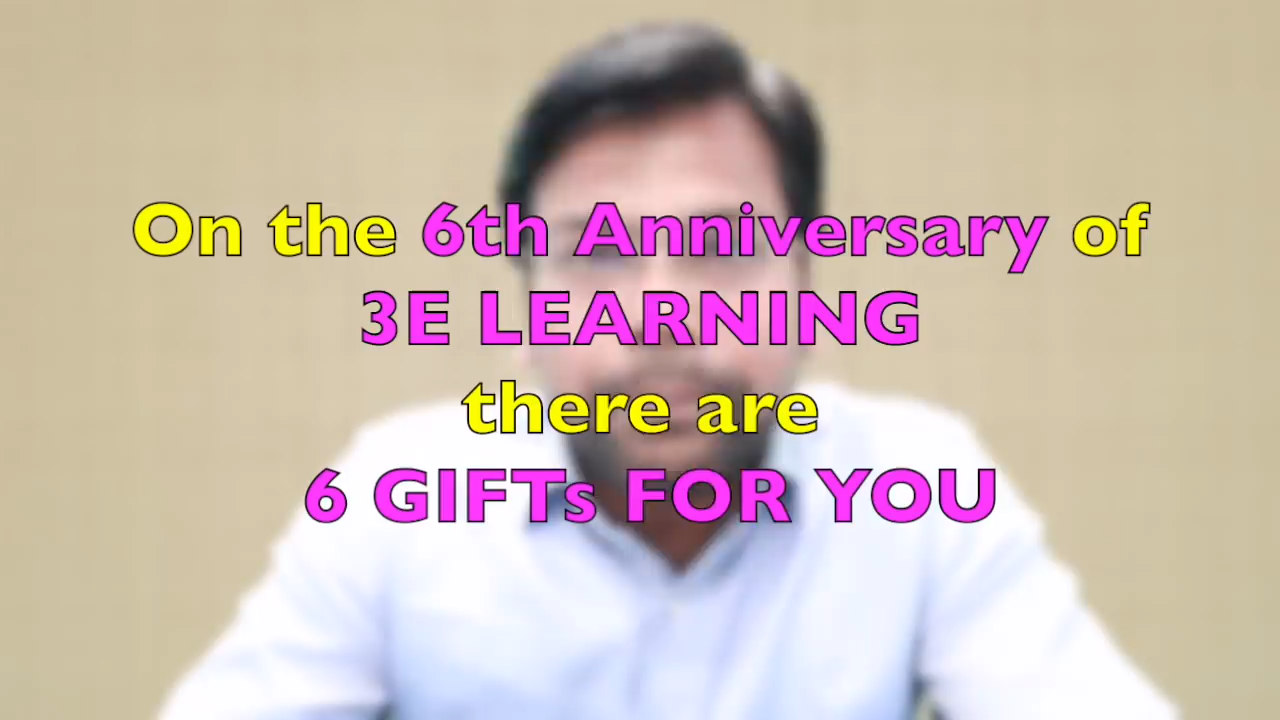 On the 6th Anniversary of
3E LEARNING
there are
6 GIFTs FOR YOU